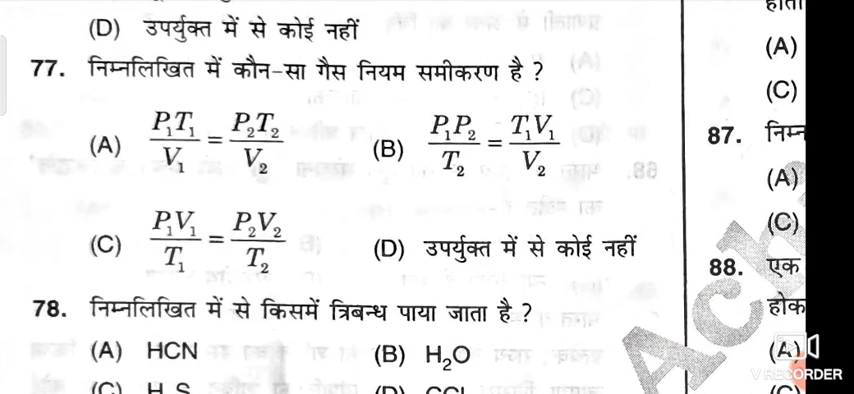 (D) उपर्युक्त में से कोई नहीं
77. निम्नलिखित में कौन-सा गैस नियम समीकरण है ?
(A) P₁T₁/V₁ = P₂T₂/V₂ (B) P₁P₂/T₂ = T₁V₁/V₂
(C) P₁V₁/T₁ = P₂V₂/T₂ (D) उपर्युक्त में से कोई नहीं
78. निम्नलिखित में से किसमें त्रिबन्ध पाया जाता है ?
(A) HCN (B) H₂O
(A)
(C)
87. निम्न
(A)
(C)
88. एक
होक
(A)
V RECORDER